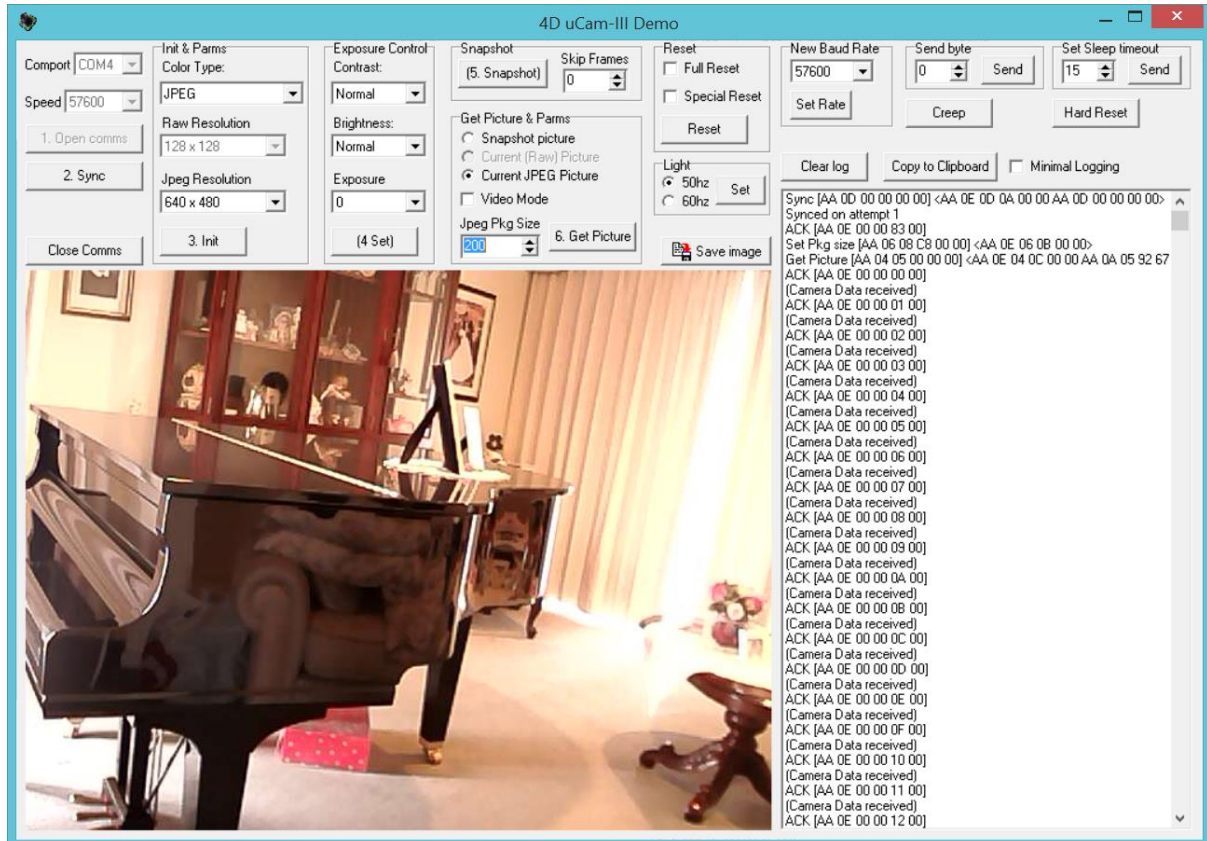 4D uCam-III Demo
Comport COM4
Speed 57600
1. Open comms
2. Sync
Close Comms
Init & Parms
Color Type:
JPEG
Raw Resolution
128 x 128
Jpeg Resolution
640 x 480
3. Init
Exposure Control
Contrast:
Normal
Brightness:
Normal
Exposure
0
(4 Set)
Snapshot
(5. Snapshot)
Skip Frames
0
Get Picture & Parms
Snapshot picture
Current (Raw) Picture
Current JPEG Picture
Video Mode
Jpeg Pkg Size
200
6. Get Picture
Reset
Full Reset
Special Reset
Reset
Light
50hz
60hz
Set
Save image
New Baud Rate
57600
Set Rate
Send byte
0
Send
Creep
Set Sleep timeout
15
Send
Hard Reset
Clear log
Copy to Clipboard
Minimal Logging
Sync [AA 0D 00 00 00 00] <AA 0E 0D 0A 00 00 AA 0D 00 00 00 00>
Synced on attempt 1
ACK [AA 0E 00 00 83 00]
Set Pkg size [AA 06 08 C8 00 00] <AA 0E 06 0B 00 00>
Get Picture [AA 04 05 00 00 00] <AA 0E 04 0C 00 00 AA 0A 05 92 67
ACK [AA 0E 00 00 00 00]
(Camera Data received)
ACK [AA 0E 00 00 01 00]
(Camera Data received)
ACK [AA 0E 00 00 02 00]
(Camera Data received)
ACK [AA 0E 00 00 03 00]
(Camera Data received)
ACK [AA 0E 00 00 04 00]
(Camera Data received)
ACK [AA 0E 00 00 05 00]
(Camera Data received)
ACK [AA 0E 00 00 06 00]
(Camera Data received)
ACK [AA 0E 00 00 07 00]
(Camera Data received)
ACK [AA 0E 00 00 08 00]
(Camera Data received)
ACK [AA 0E 00 00 09 00]
(Camera Data received)
ACK [AA 0E 00 00 0A 00]
(Camera Data received)
ACK [AA 0E 00 00 0B 00]
(Camera Data received)
ACK [AA 0E 00 00 0C 00]
(Camera Data received)
ACK [AA 0E 00 00 0D 00]
(Camera Data received)
ACK [AA 0E 00 00 0E 00]
(Camera Data received)
ACK [AA 0E 00 00 0F 00]
(Camera Data received)
ACK [AA 0E 00 00 10 00]
(Camera Data received)
ACK [AA 0E 00 00 11 00]
(Camera Data received)
ACK [AA 0E 00 00 12 00]